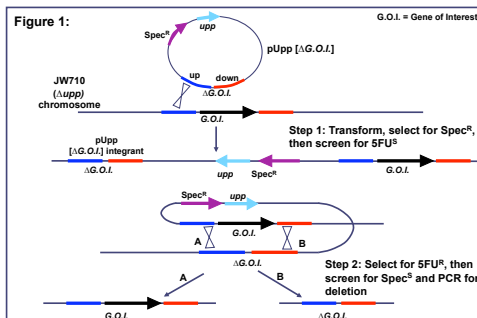 Figure 1:
G.O.I. = Gene of Interest
Spec^R
upp
pUpp [ΔG.O.I.]
up
down
ΔG.O.I.
JW710
(Δupp)
chromosome
G.O.I.
pUpp
[ΔG.O.I.] integrant
Step 1: Transform, select for Spec^R,
then screen for 5FU^S
ΔG.O.I.
upp
Spec^R
G.O.I.
Spec^R
upp
G.O.I.
A
B
ΔG.O.I.
Step 2: Select for 5FU^R, then
screen for Spec^S and PCR for
deletion
A
B
G.O.I.
ΔG.O.I.